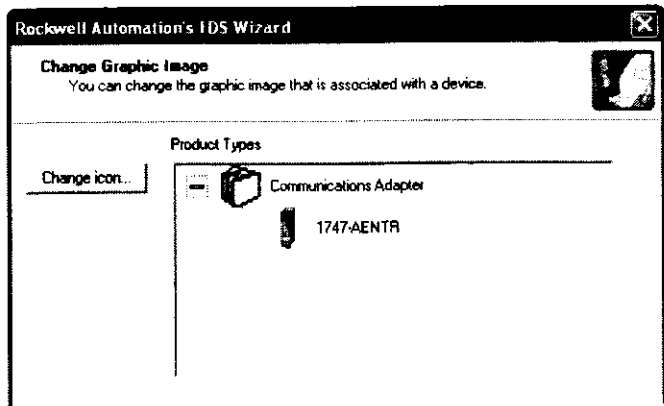 Rockwell Automation's EDS Wizard
Change Graphic Image
You can change the graphic image that is associated with a device.
Product Types
Change icon...
Communications Adapter
1747-AENTR